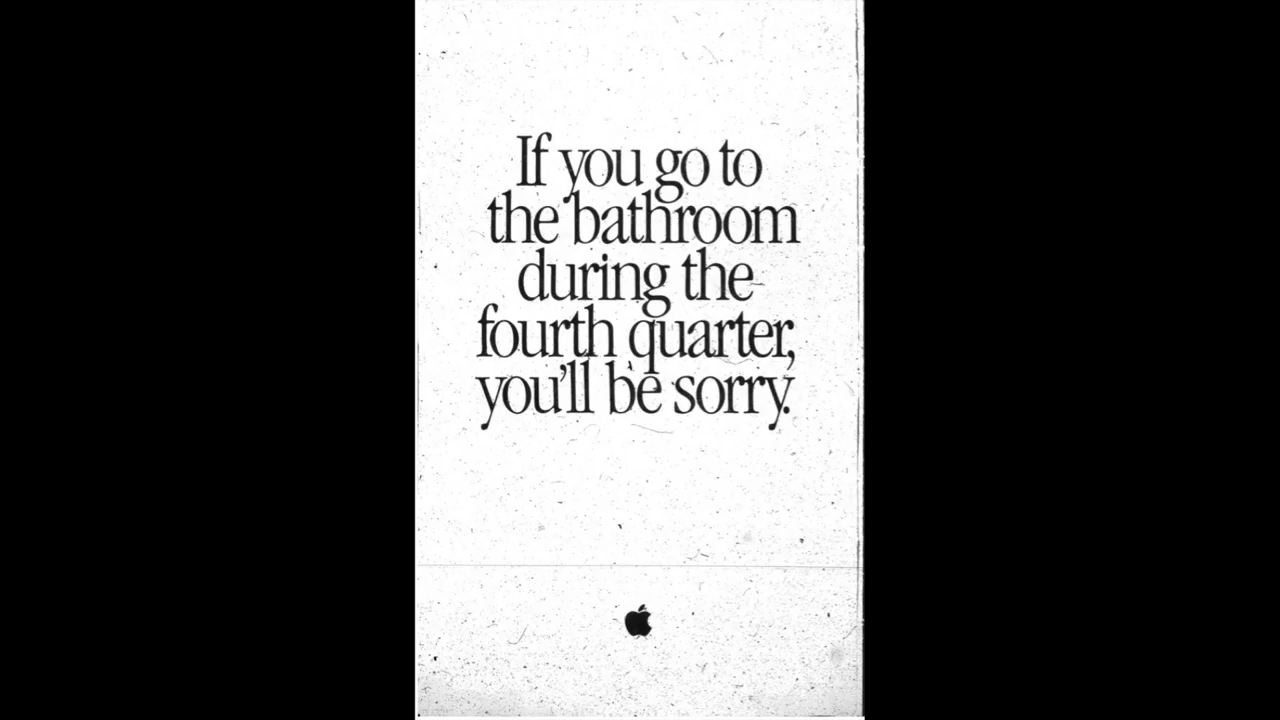 If you go to
the bathroom
during the
fourth quarter,
you'll be sorry.